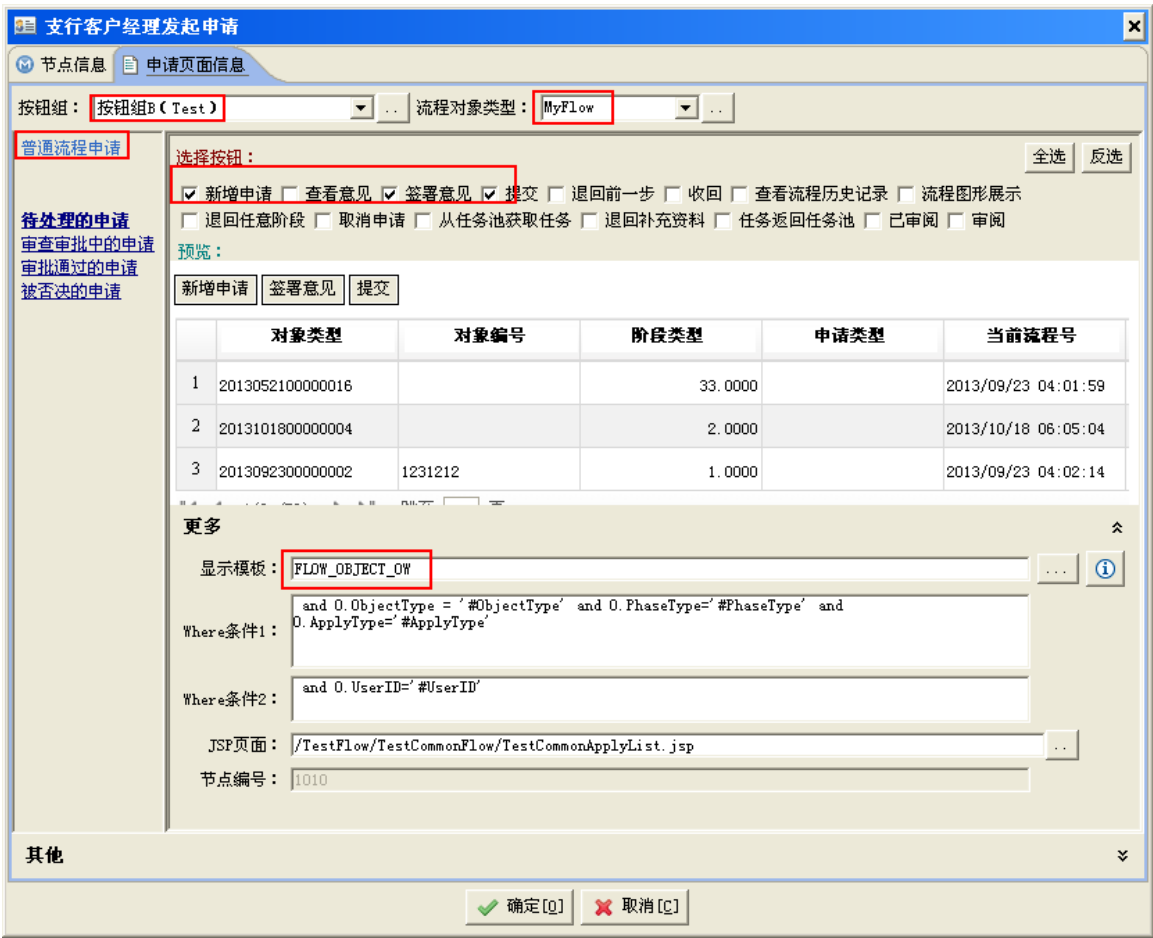 支行客户经理发起申请
节点信息 申请页面信息
按钮组： 按钮组B(Test) .. 流程对象类型： MyFlow ..
普通流程申请
待处理的申请
审查审批中的申请
审批通过的申请
被否决的申请
选择按钮： 全选 反选
新增申请 查看意见 签署意见 提交 退回前一步 收回 查看流程历史记录 流程图形展示
退回任意阶段 取消申请 从任务池获取任务 退回补充资料 任务返回任务池 已审阅 审阅
预览：
新增申请 签署意见 提交
对象类型 对象编号 阶段类型 申请类型 当前流程号
1 2013052100000016 33.0000 2013/09/23 04:01:59
2 2013101800000004 2.0000 2013/10/18 06:05:04
3 2013092300000002 1231212 1.0000 2013/09/23 04:02:14
更多
显示模板： FLOW_OBJECT_OW ...
Where条件1： and O.ObjectType = '#ObjectType' and O.PhaseType='#PhaseType' and
O.ApplyType='#ApplyType'
Where条件2： and O.UserID='#UserID'
JSP页面： /TestFlow/TestCommonFlow/TestCommonApplyList.jsp ..
节点编号： 1010
其他
确定[O] 取消[C]